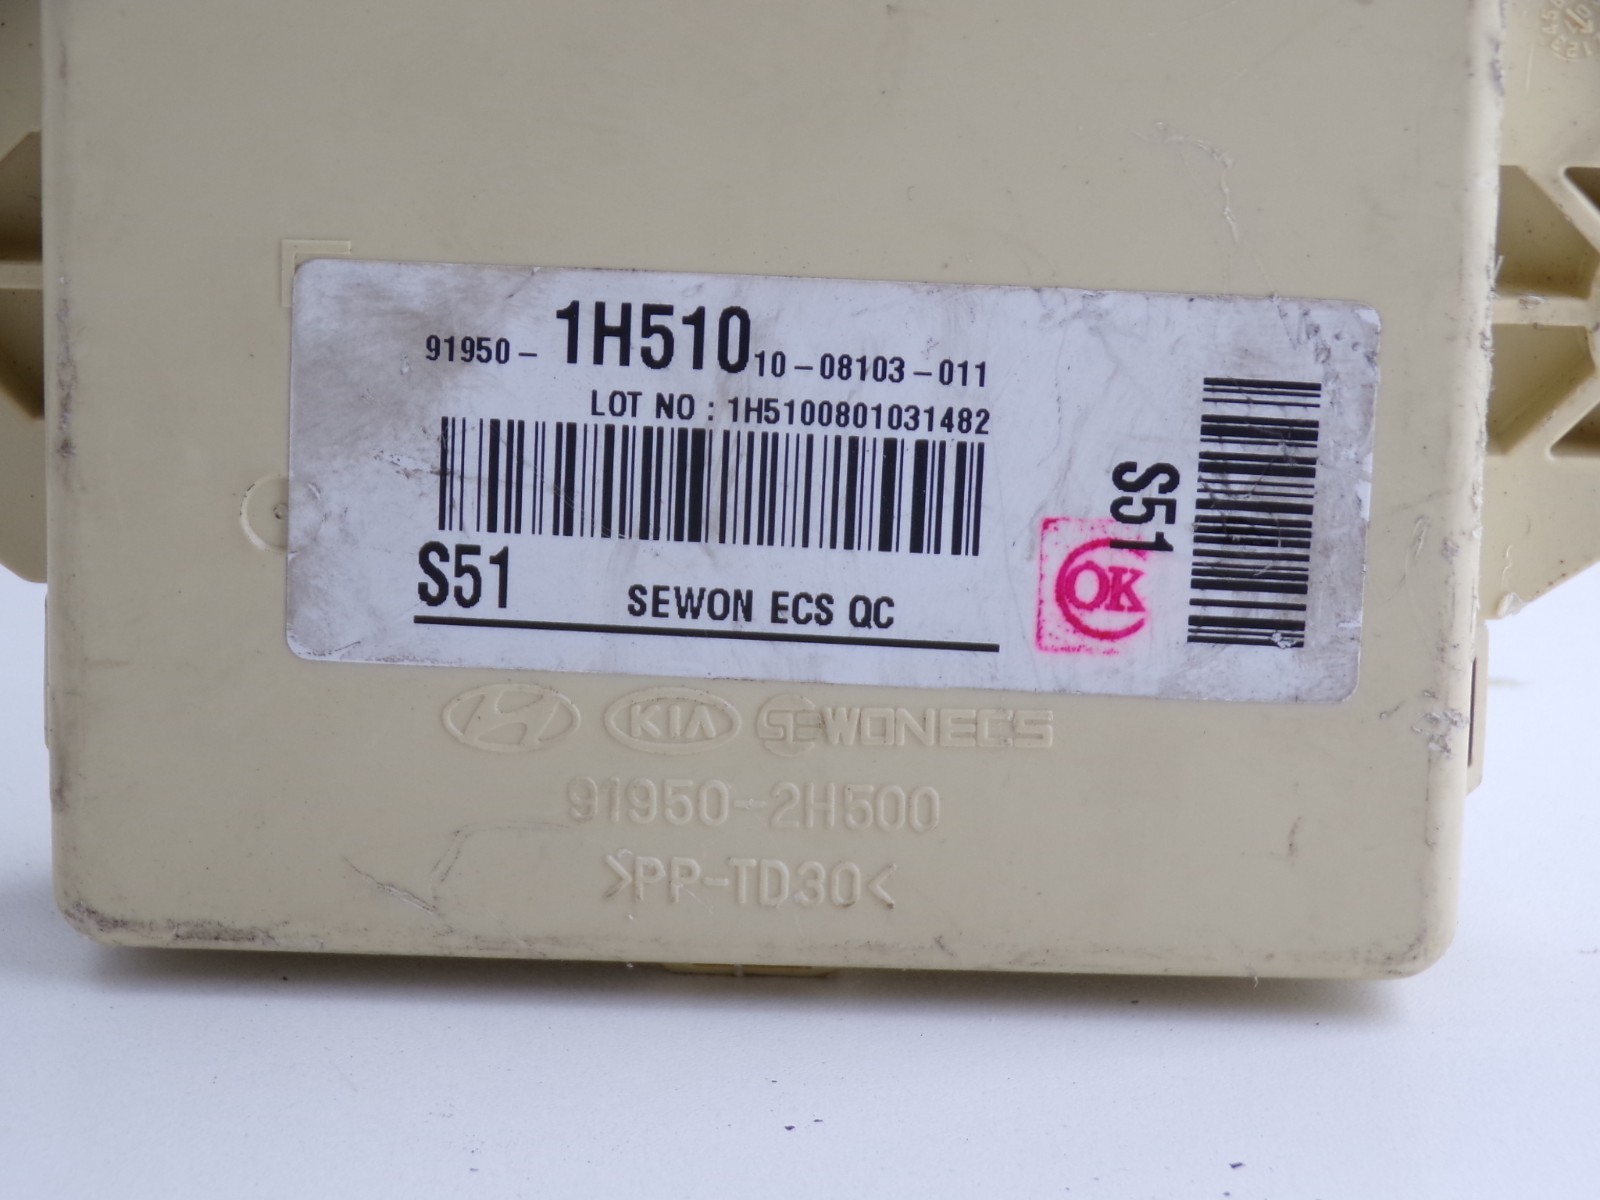 91950-1H510 10-08103-011
LOT NO : 1H5100801031482
S51
SEWON ECS QC
S51
OK
KIA SEWONECS
91950-2H500
>PP-TD30<